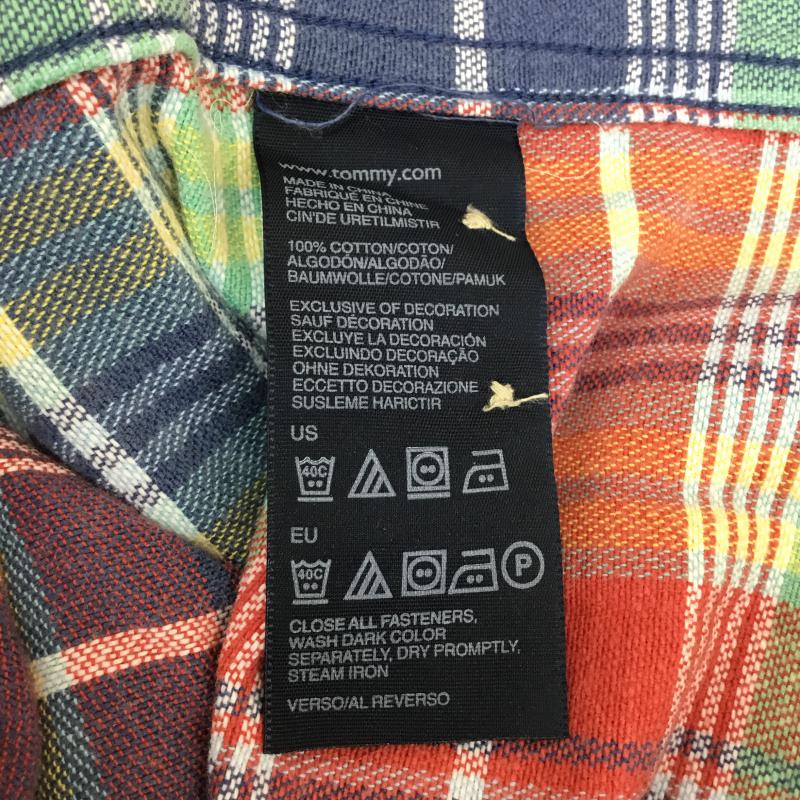 www.tommy.com
MADE IN CHINA
FABRIQUÉ EN CHINE
HECHO EN CHINA
CIN'DE URETILMISTIR
100% COTTON/COTON/
ALGODÓN/ALGODÃO/
BAUMWOLLE/COTONE/PAMUK
EXCLUSIVE OF DECORATION
SAUF DÉCORATION
EXCLUYE LA DECORACIÓN
EXCLUINDO DECORAÇÃO
OHNE DEKORATION
ECCETTO DECORAZIONE
SUSLEME HARICTIR
US
40C
EU
40C
P
CLOSE ALL FASTENERS,
WASH DARK COLOR
SEPARATELY, DRY PROMPTLY,
STEAM IRON
VERSO/AL REVERSO